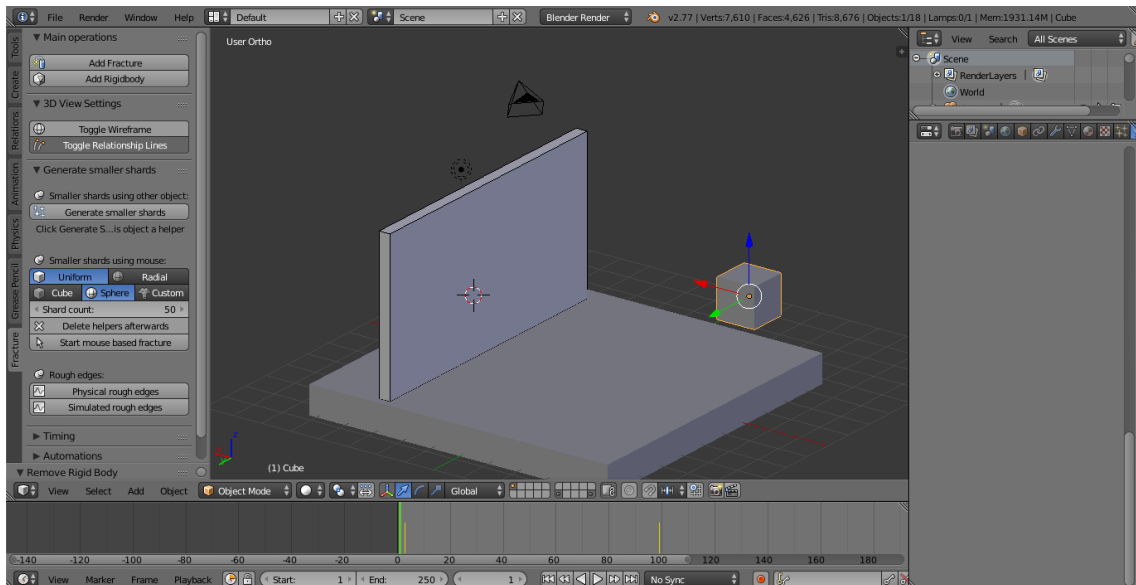 File Render Window Help Default Scene Blender Render v2.77 | Verts:7,610 | Faces:4,626 | Tris:8,676 | Objects:1/18 | Lamps:0/1 | Mem:1931.14M | Cube
Tools
Create
Relations
Animation
Physics
Grease Pencil
Fracture
Main operations
Add Fracture
Add Rigidbody
3D View Settings
Toggle Wireframe
Toggle Relationship Lines
Generate smaller shards
Smaller shards using other object:
Generate smaller shards
Click Generate S...is object a helper
Smaller shards using mouse:
Uniform Radial
Cube Sphere Custom
Shard count: 50
Delete helpers afterwards
Start mouse based fracture
Rough edges:
Physical rough edges
Simulated rough edges
Timing
Automations
Remove Rigid Body
User Ortho
z
x
y
(1) Cube
View Search All Scenes
Scene
RenderLayers |
World
View Select Add Object Object Mode Global
-140 -120 -100 -80 -60 -40 -20 0 20 40 60 80 100 120 140 160 180
View Marker Frame Playback Start: 1 End: 250 1 No Sync